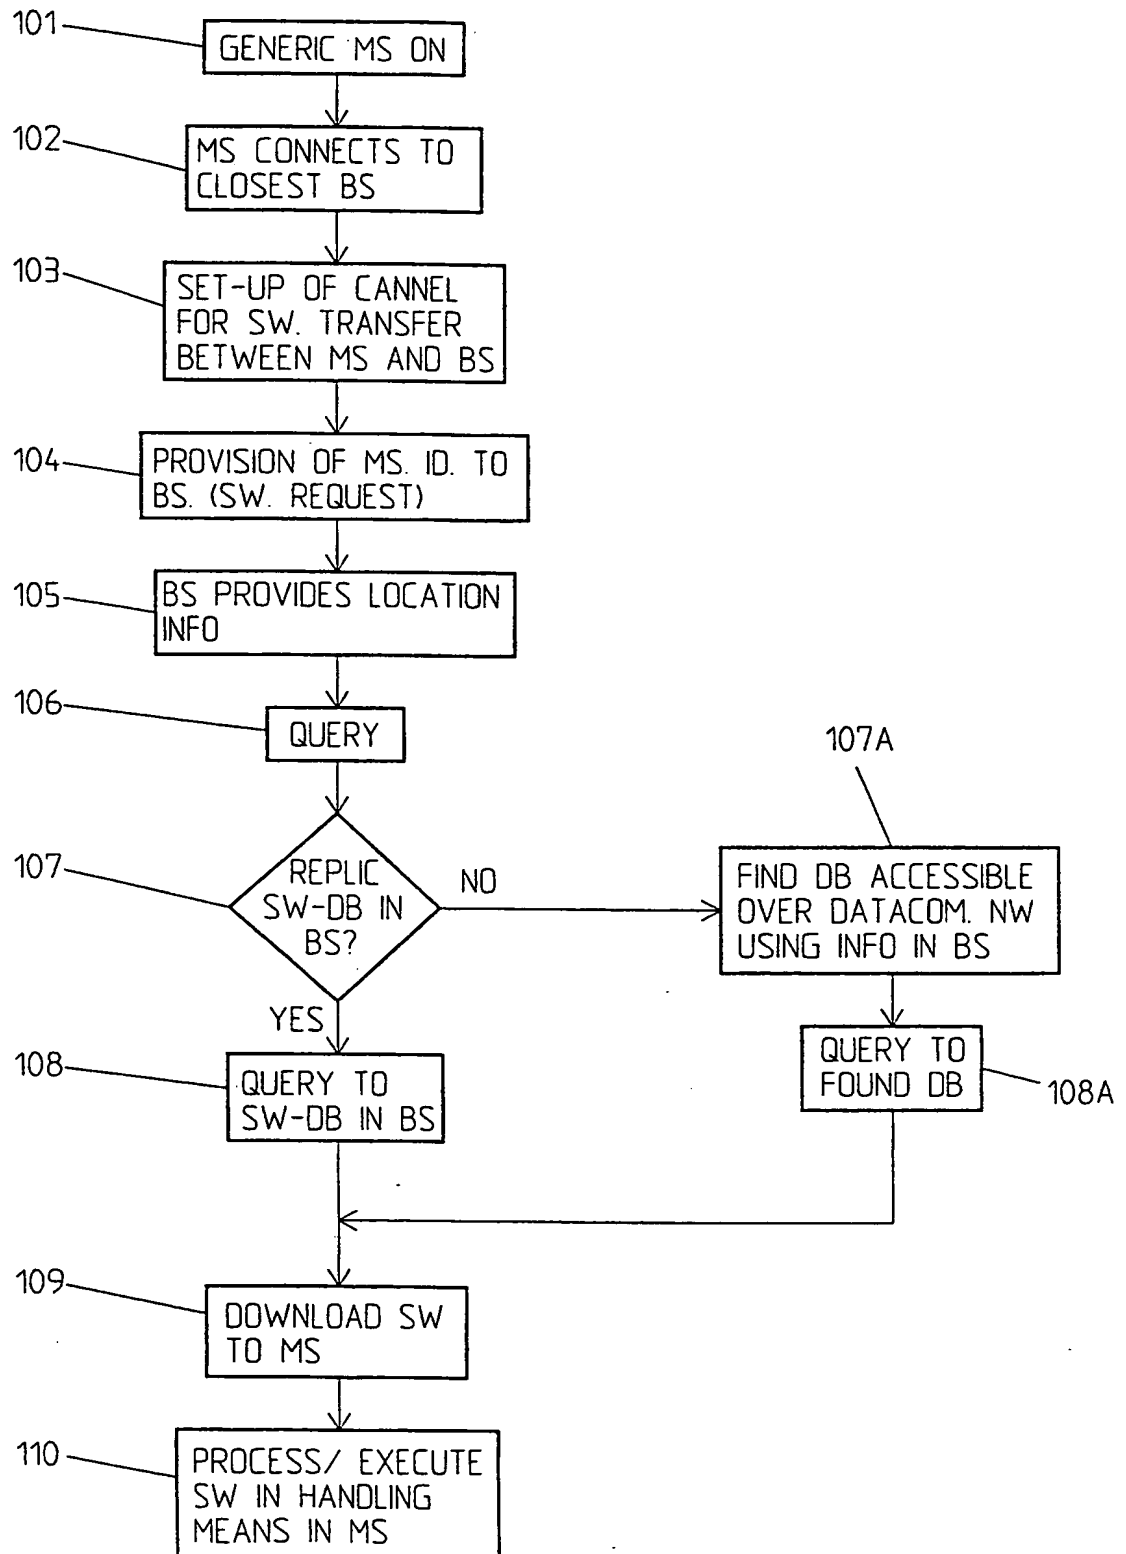 101
GENERIC MS ON
102
MS CONNECTS TO
CLOSEST BS
103
SET-UP OF CANNEL
FOR SW. TRANSFER
BETWEEN MS AND BS
104
PROVISION OF MS. ID. TO
BS. (SW. REQUEST)
105
BS PROVIDES LOCATION
INFO
106
QUERY
107
REPLIC
SW-DB IN
BS?
NO
107A
FIND DB ACCESSIBLE
OVER DATACOM. NW
USING INFO IN BS
YES
108
QUERY TO
SW-DB IN BS
QUERY TO
FOUND DB
108A
109
DOWNLOAD SW
TO MS
110
PROCESS/ EXECUTE
SW IN HANDLING
MEANS IN MS